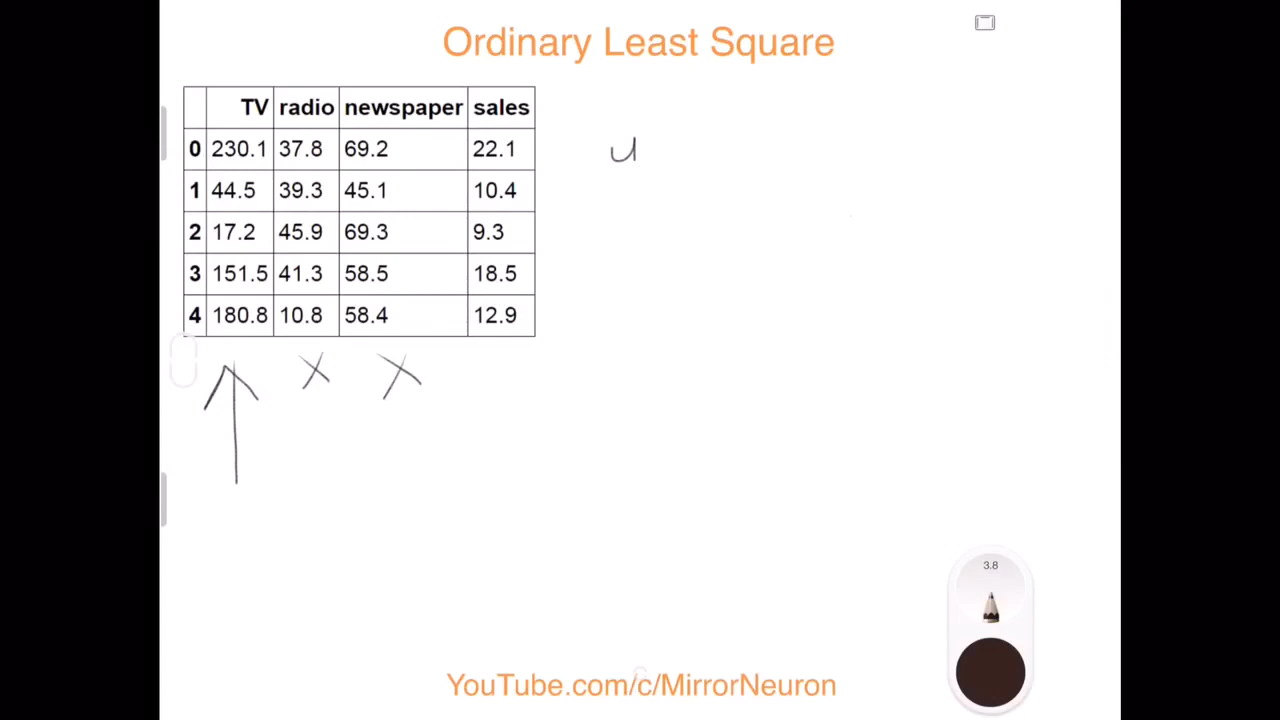 Ordinary Least Square
TV radio newspaper sales
0 230.1 37.8 69.2 22.1
1 44.5 39.3 45.1 10.4
2 17.2 45.9 69.3 9.3
3 151.5 41.3 58.5 18.5
4 180.8 10.8 58.4 12.9
3.8
YouTube.com/c/MirrorNeuron